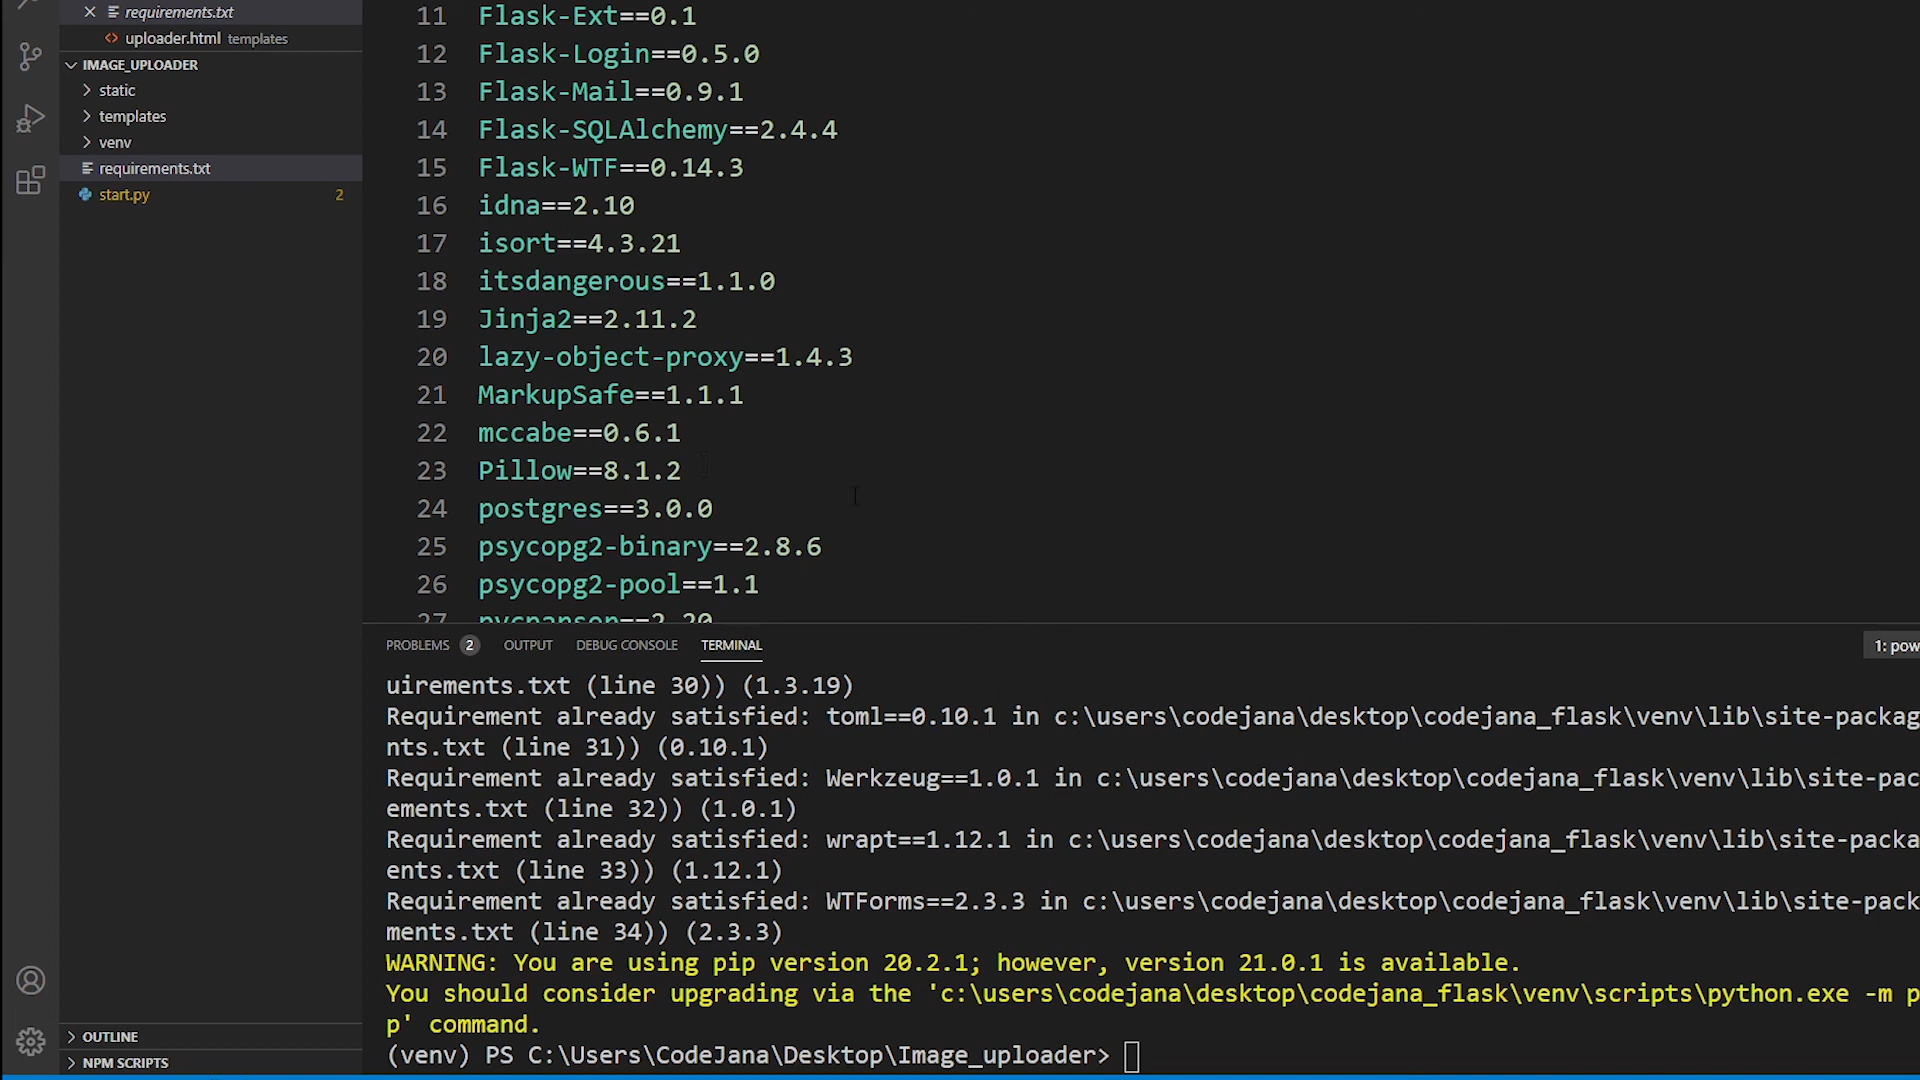 requirements.txt
uploader.html templates
IMAGE_UPLOADER
static
templates
venv
requirements.txt
start.py 2
11 Flask-Ext==0.1
12 Flask-Login==0.5.0
13 Flask-Mail==0.9.1
14 Flask-SQLAlchemy==2.4.4
15 Flask-WTF==0.14.3
16 idna==2.10
17 isort==4.3.21
18 itsdangerous==1.1.0
19 Jinja2==2.11.2
20 lazy-object-proxy==1.4.3
21 MarkupSafe==1.1.1
22 mccabe==0.6.1
23 Pillow==8.1.2
24 postgres==3.0.0
25 psycopg2-binary==2.8.6
26 psycopg2-pool==1.1
27 pycparser==2.20
PROBLEMS 2 OUTPUT DEBUG CONSOLE TERMINAL 1: pow
uirements.txt (line 30)) (1.3.19)
Requirement already satisfied: toml==0.10.1 in c:\users\codejana\desktop\codejana_flask\venv\lib\site-packag
nts.txt (line 31)) (0.10.1)
Requirement already satisfied: Werkzeug==1.0.1 in c:\users\codejana\desktop\codejana_flask\venv\lib\site-pac
ements.txt (line 32)) (1.0.1)
Requirement already satisfied: wrapt==1.12.1 in c:\users\codejana\desktop\codejana_flask\venv\lib\site-packa
ents.txt (line 33)) (1.12.1)
Requirement already satisfied: WTForms==2.3.3 in c:\users\codejana\desktop\codejana_flask\venv\lib\site-pack
ments.txt (line 34)) (2.3.3)
WARNING: You are using pip version 20.2.1; however, version 21.0.1 is available.
You should consider upgrading via the 'c:\users\codejana\desktop\codejana_flask\venv\scripts\python.exe -m p
p' command.
(venv) PS C:\Users\CodeJana\Desktop\Image_uploader>
OUTLINE
NPM SCRIPTS